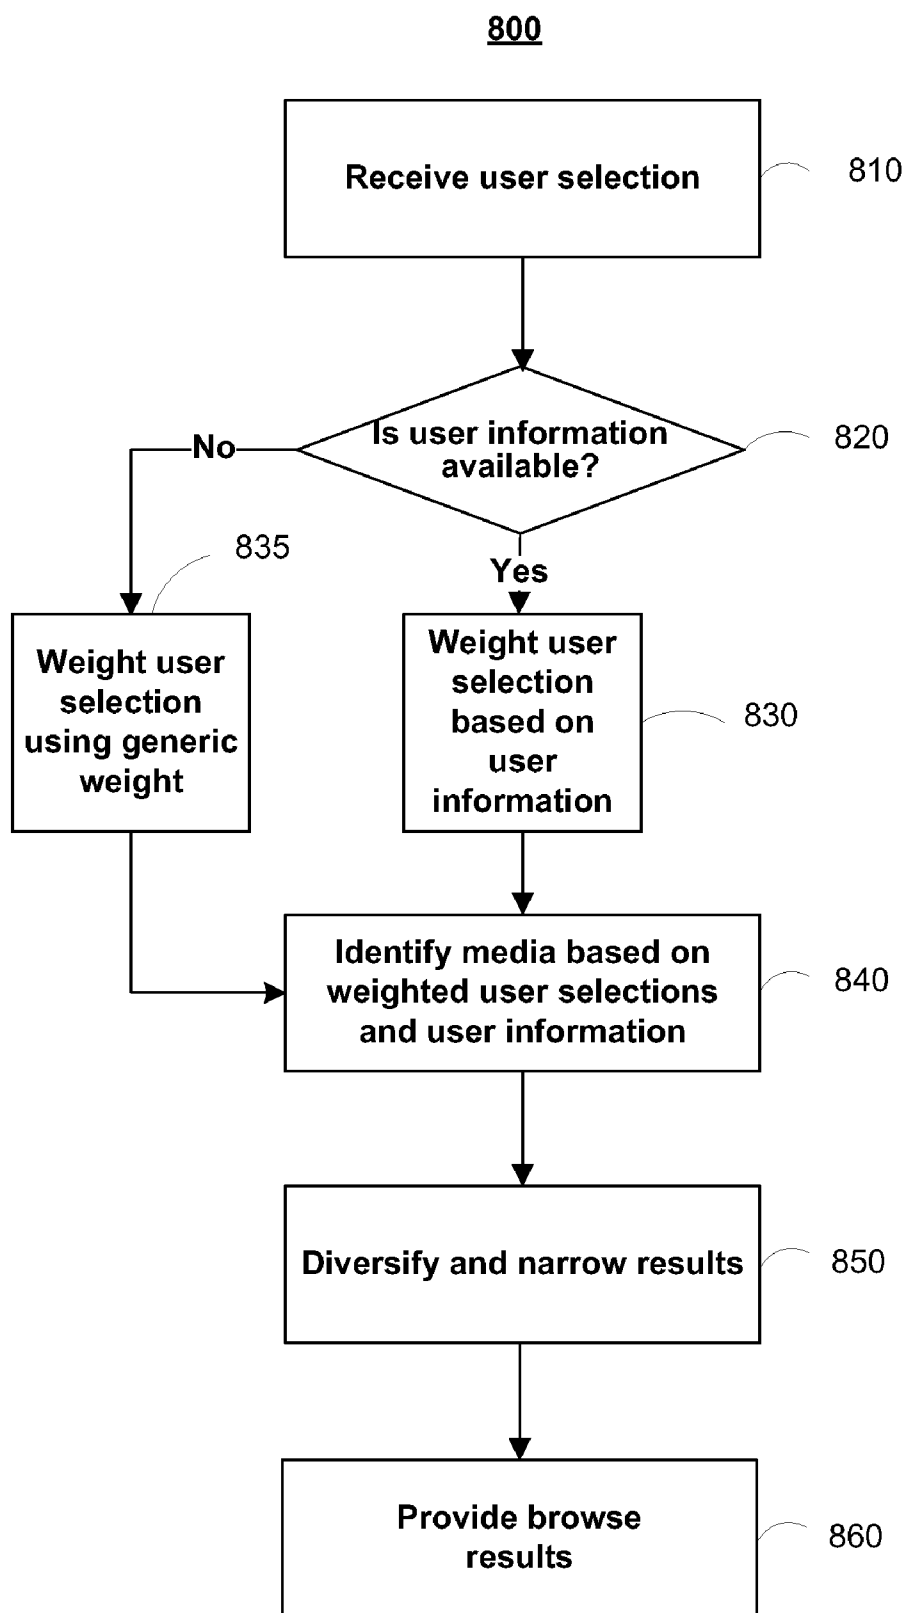 800
Receive user selection
810
Is user information
available?
820
No
Yes
835
Weight user
selection
using generic
weight
Weight user
selection
based on
user
information
830
Identify media based on
weighted user selections
and user information
840
Diversify and narrow results
850
Provide browse
results
860